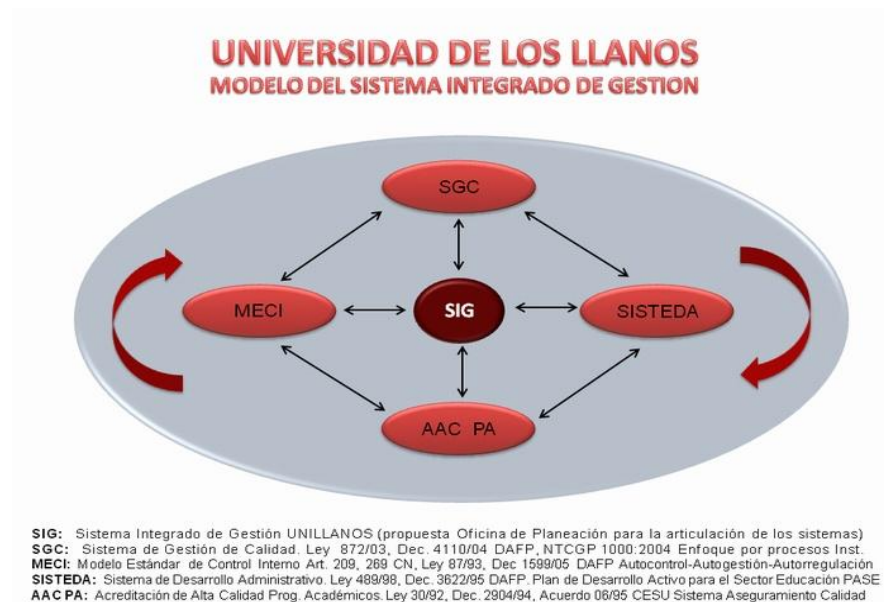 UNIVERSIDAD DE LOS LLANOS
MODELO DEL SISTEMA INTEGRADO DE GESTION
SGC
MECI
SIG
SISTEDA
AAC PA
SIG: Sistema Integrado de Gestión UNILLANOS (propuesta Oficina de Planeación para la articulación de los sistemas)
SGC: Sistema de Gestión de Calidad. Ley 872/03, Dec. 4110/04 DAFP, NTCGP 1000:2004 Enfoque por procesos Inst.
MECI: Modelo Estándar de Control Interno Art. 209, 269 CN, Ley 87/93, Dec 1599/05 DAFP Autocontrol-Autogestión-Autorregulación
SISTEDA: Sistema de Desarrollo Administrativo. Ley 489/98, Dec. 3622/95 DAFP. Plan de Desarrollo Activo para el Sector Educación PASE
AAC PA: Acreditación de Alta Calidad Prog. Académicos. Ley 30/92, Dec. 2904/94, Acuerdo 06/95 CESU Sistema Aseguramiento Calidad